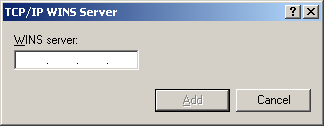 TCP/IP WINS Server
WINS server:
. . .
Add Cancel